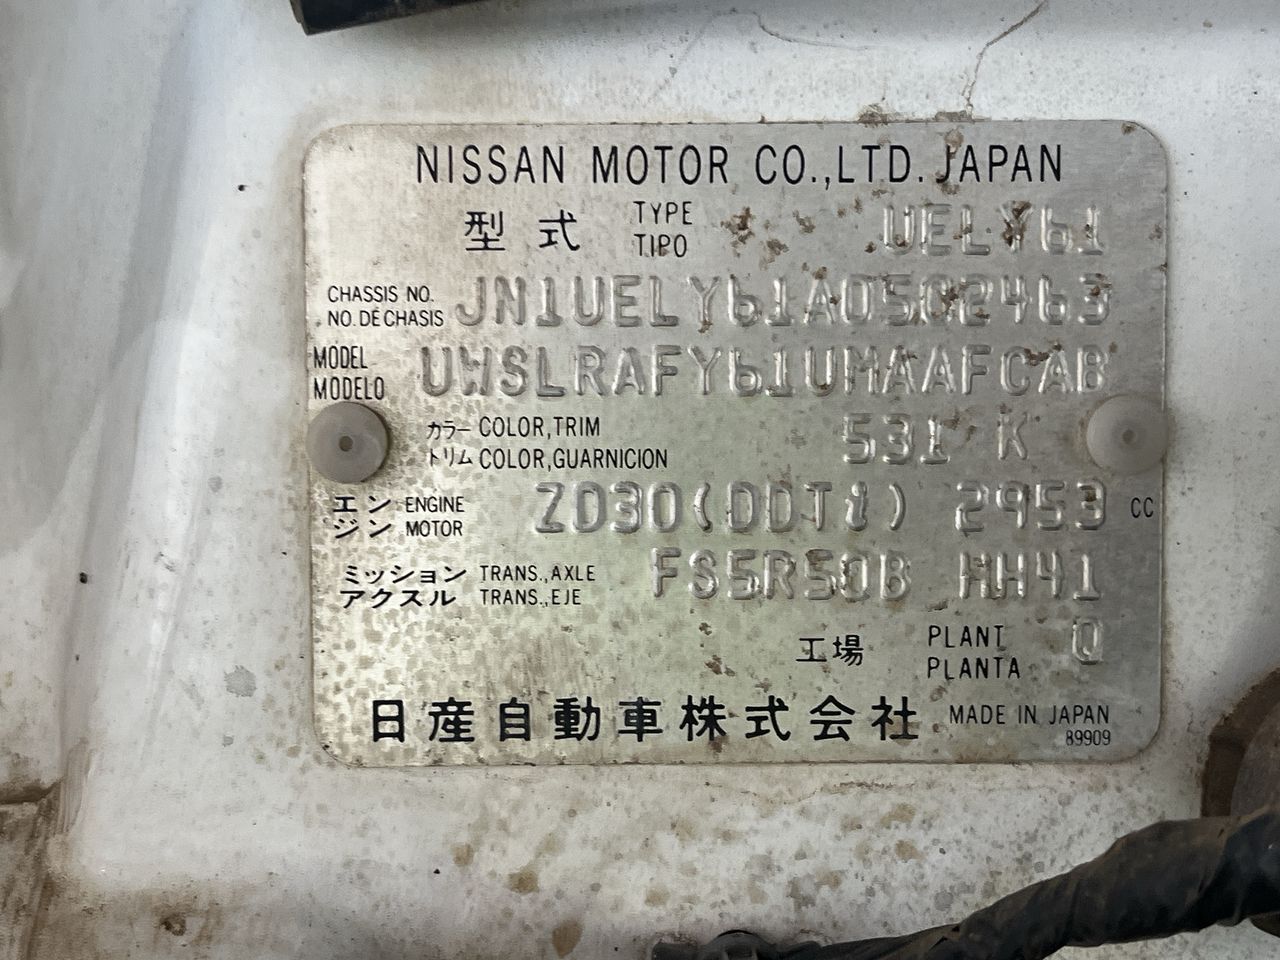 NISSAN MOTOR CO.,LTD. JAPAN
型式 TYPE TIPO UELY61
CHASSIS NO. NO. DE CHASIS JN1UELY61A0502463
MODEL MODELO UWSLRAFY61UMAAFCAB
カラー COLOR,TRIM 531 K
トリム COLOR,GUARNICION
エンジン ENGINE MOTOR ZD30(DDTi) 2953 CC
ミッション TRANS.,AXLE FS5R50B HH41
アクスル TRANS.,EJE
工場 PLANT PLANTA Q
日産自動車株式会社 MADE IN JAPAN
89909